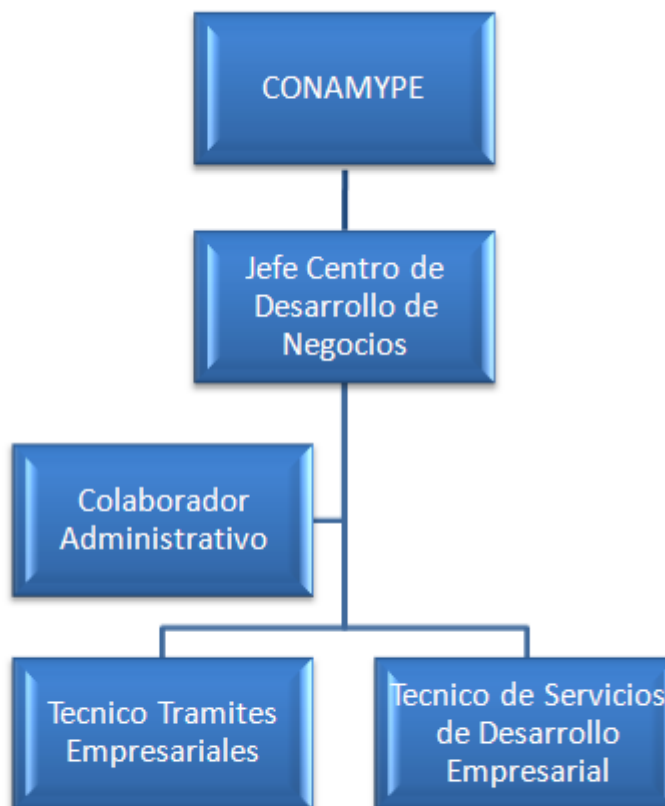 CONAMYPE
Jefe Centro de
Desarrollo de
Negocios
Colaborador
Administrativo
Tecnico Tramites
Empresariales
Tecnico de Servicios
de Desarrollo
Empresarial